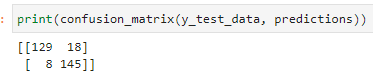 print(confusion_matrix(y_test_data, predictions))
[[129  18]
 [  8 145]]